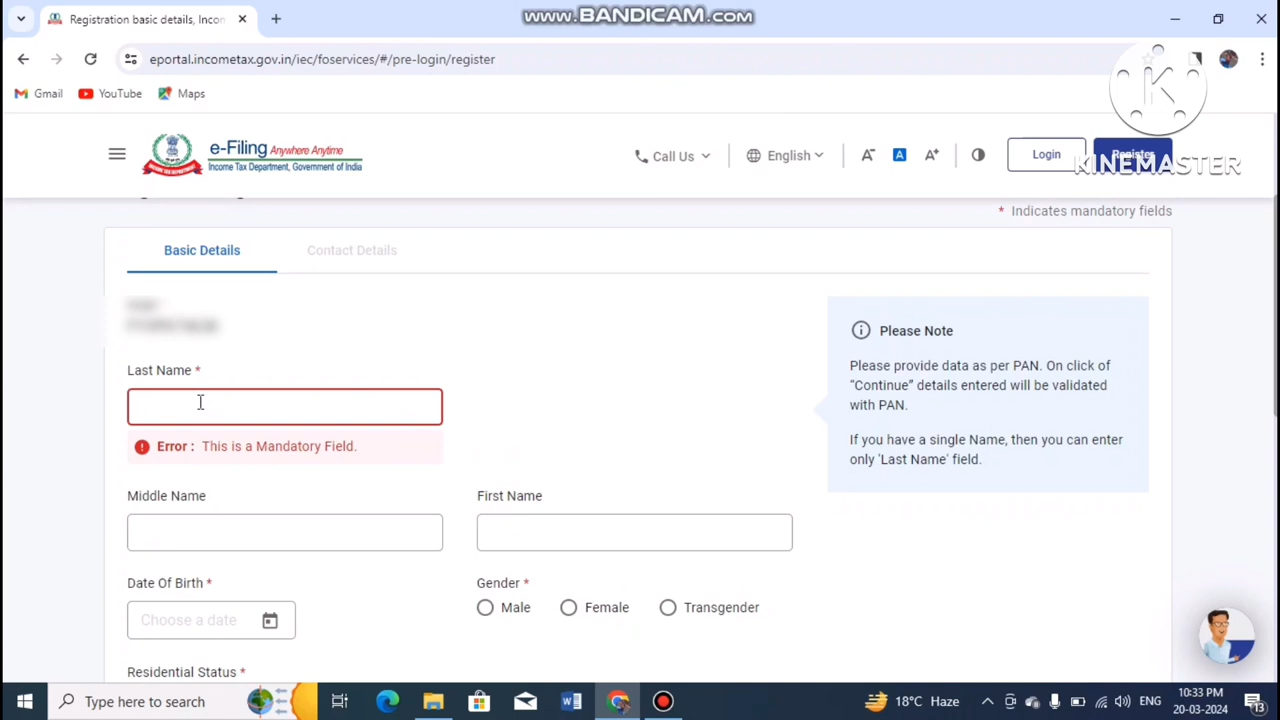 Registration basic details, Incom
www.BANDICAM.com
eportal.incometax.gov.in/iec/foservices/#/pre-login/register
Gmail
YouTube
Maps
e-Filing Anywhere Anytime
Income Tax Department, Government of India
Call Us
English
A-
A
A+
Login
Register
KINEMASTER
* Indicates mandatory fields
Basic Details
Contact Details
Last Name *
Error : This is a Mandatory Field.
Please Note
Please provide data as per PAN. On click of
“Continue” details entered will be validated
with PAN.
If you have a single Name, then you can enter
only 'Last Name' field.
Middle Name
First Name
Date Of Birth *
Gender *
Choose a date
Male
Female
Transgender
Residential Status *
Type here to search
18°C Haze
ENG
10:33 PM
20-03-2024
13